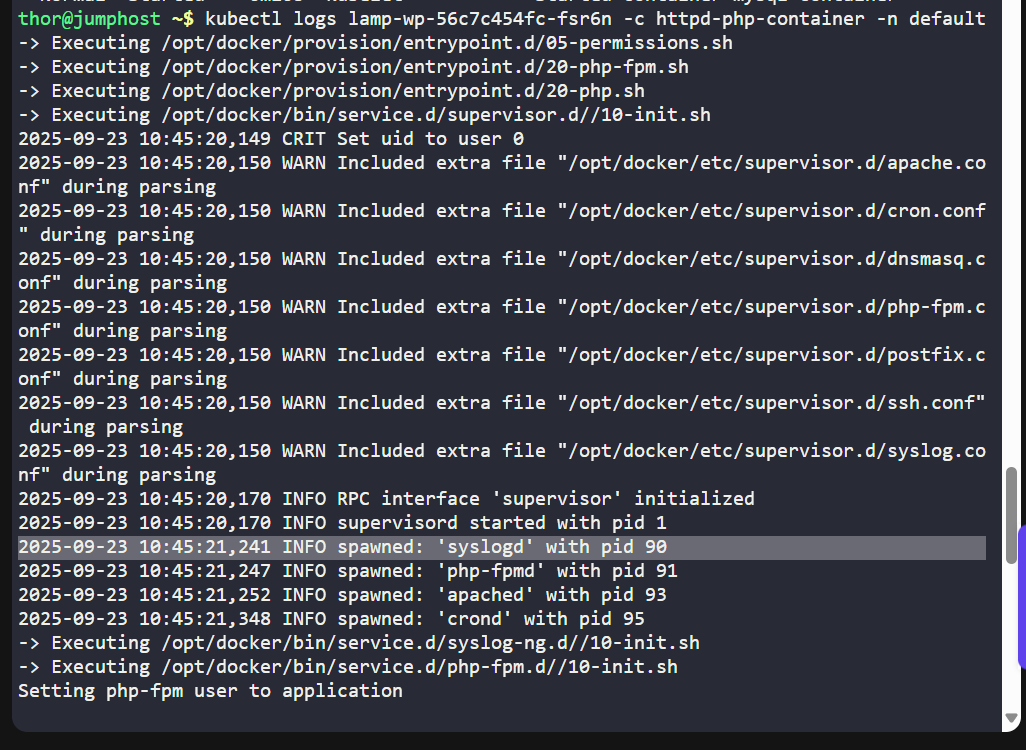 thor@jumphost ~$ kubectl logs lamp-wp-56c7c454fc-fsr6n -c httpd-php-container -n default
-> Executing /opt/docker/provision/entrypoint.d/05-permissions.sh
-> Executing /opt/docker/provision/entrypoint.d/20-php-fpm.sh
-> Executing /opt/docker/provision/entrypoint.d/20-php.sh
-> Executing /opt/docker/bin/service.d/supervisor.d//10-init.sh
2025-09-23 10:45:20,149 CRIT Set uid to user 0
2025-09-23 10:45:20,150 WARN Included extra file "/opt/docker/etc/supervisor.d/apache.co
nf" during parsing
2025-09-23 10:45:20,150 WARN Included extra file "/opt/docker/etc/supervisor.d/cron.conf
" during parsing
2025-09-23 10:45:20,150 WARN Included extra file "/opt/docker/etc/supervisor.d/dnsmasq.c
onf" during parsing
2025-09-23 10:45:20,150 WARN Included extra file "/opt/docker/etc/supervisor.d/php-fpm.c
onf" during parsing
2025-09-23 10:45:20,150 WARN Included extra file "/opt/docker/etc/supervisor.d/postfix.c
onf" during parsing
2025-09-23 10:45:20,150 WARN Included extra file "/opt/docker/etc/supervisor.d/ssh.conf"
 during parsing
2025-09-23 10:45:20,150 WARN Included extra file "/opt/docker/etc/supervisor.d/syslog.co
nf" during parsing
2025-09-23 10:45:20,170 INFO RPC interface 'supervisor' initialized
2025-09-23 10:45:20,170 INFO supervisord started with pid 1
2025-09-23 10:45:21,241 INFO spawned: 'syslogd' with pid 90
2025-09-23 10:45:21,247 INFO spawned: 'php-fpmd' with pid 91
2025-09-23 10:45:21,252 INFO spawned: 'apached' with pid 93
2025-09-23 10:45:21,348 INFO spawned: 'crond' with pid 95
-> Executing /opt/docker/bin/service.d/syslog-ng.d//10-init.sh
-> Executing /opt/docker/bin/service.d/php-fpm.d//10-init.sh
Setting php-fpm user to application